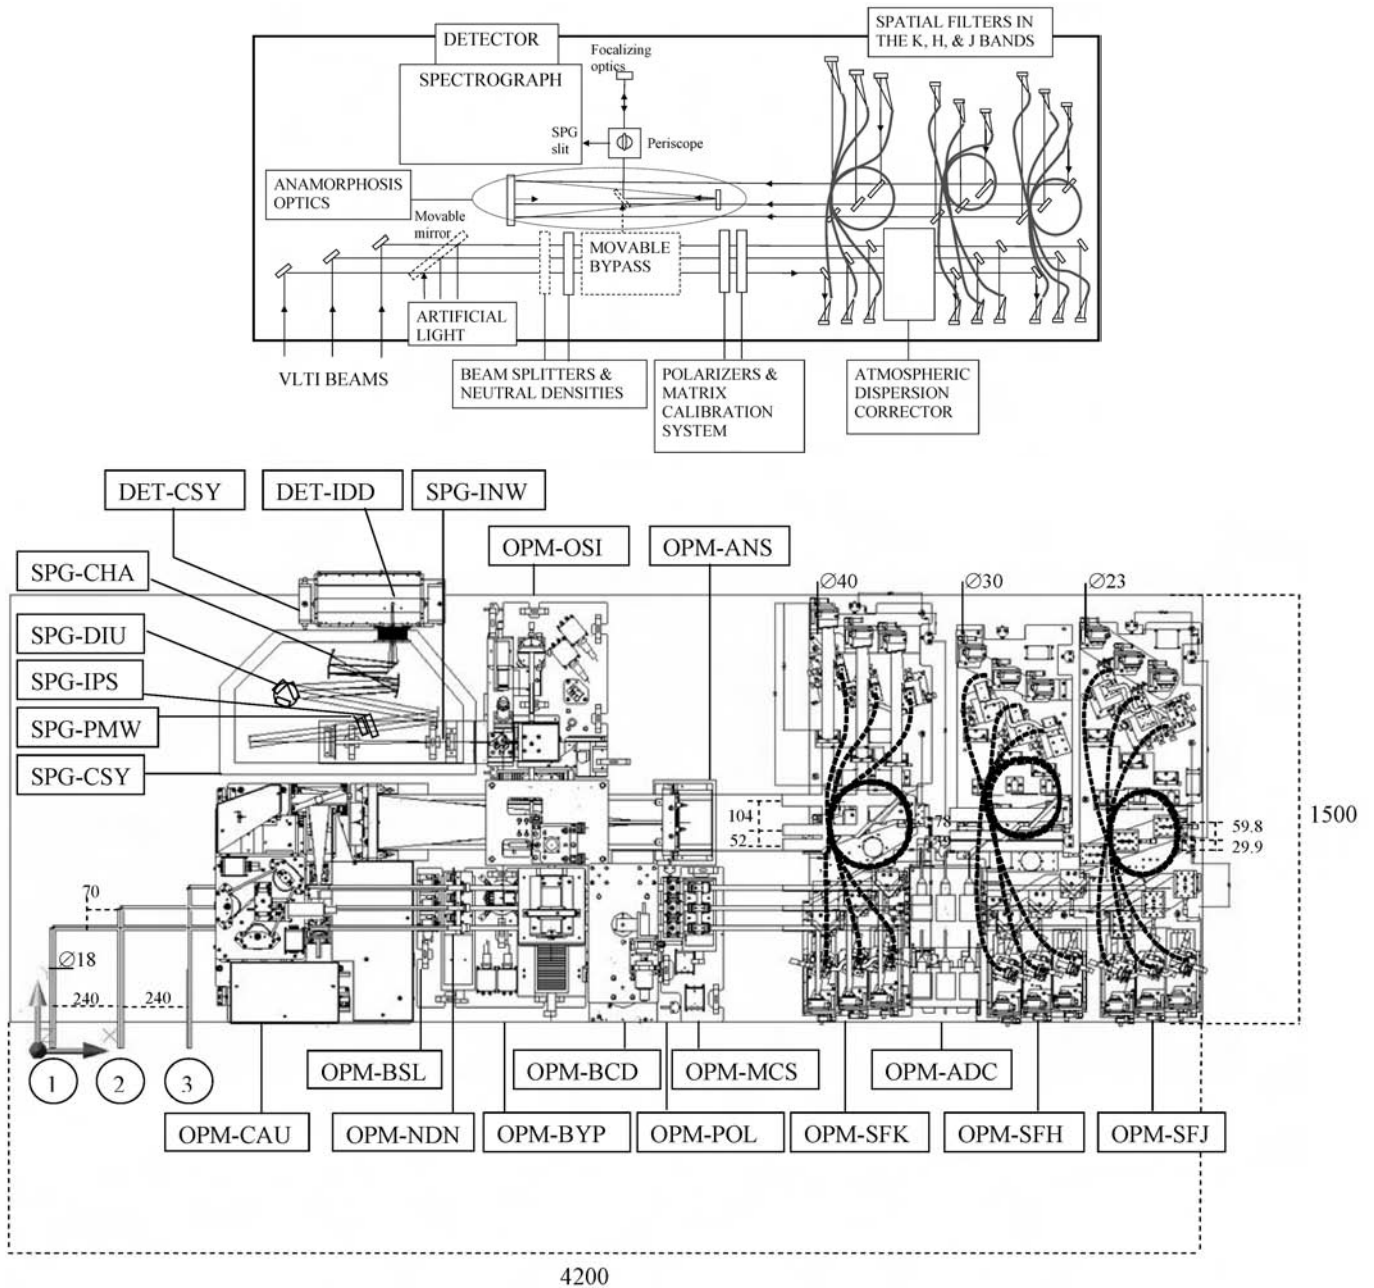 SPATIAL FILTERS IN
THE K, H, & J BANDS
DETECTOR
Focalizing
optics
SPECTROGRAPH
SPG
slit
Periscope
ANAMORPHOSIS
OPTICS
Movable
mirror
MOVABLE
BYPASS
ARTIFICIAL
LIGHT
VLTI BEAMS
BEAM SPLITTERS &
NEUTRAL DENSITIES
POLARIZERS &
MATRIX
CALIBRATION
SYSTEM
ATMOSPHERIC
DISPERSION
CORRECTOR
DET-CSY
DET-IDD
SPG-INW
OPM-OSI
OPM-ANS
SPG-CHA
∅40
∅30
∅23
SPG-DIU
SPG-IPS
SPG-PMW
SPG-CSY
104
52
78
59.8
29.9
1500
70
∅18
240
240
1
2
3
OPM-BSL
OPM-BCD
OPM-MCS
OPM-ADC
OPM-CAU
OPM-NDN
OPM-BYP
OPM-POL
OPM-SFK
OPM-SFH
OPM-SFJ
4200